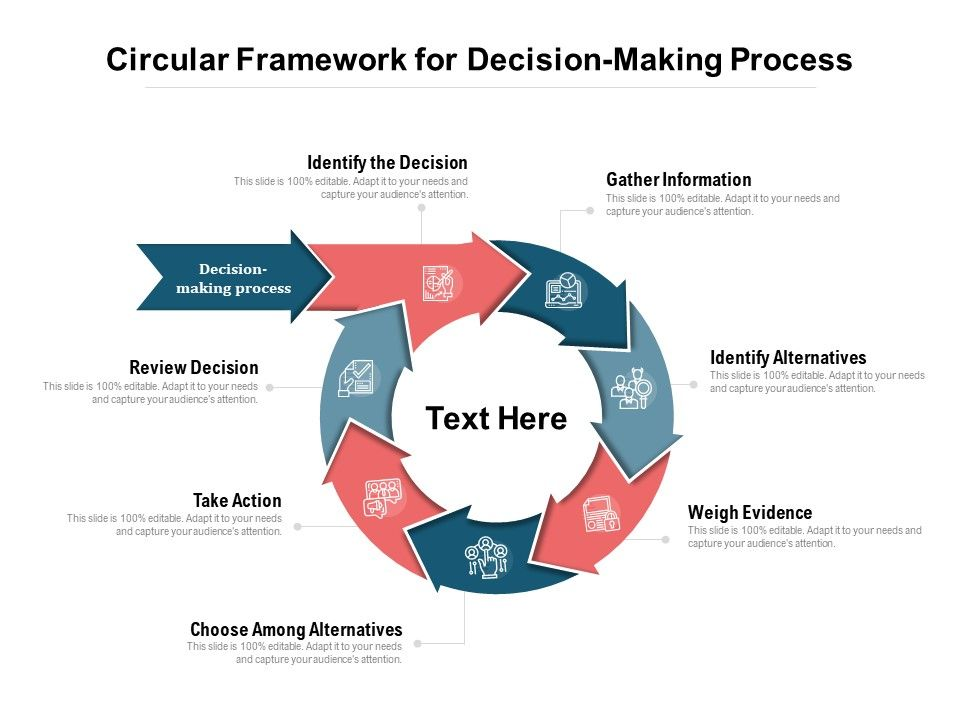 Circular Framework for Decision-Making Process
Identify the Decision
This slide is 100% editable. Adapt it to your needs and
capture your audience's attention.
Gather Information
This slide is 100% editable. Adapt it to your needs and
capture your audience's attention.
Decision-
making process
Identify Alternatives
This slide is 100% editable. Adapt it to your needs
and capture your audience's attention.
Review Decision
This slide is 100% editable. Adapt it to your needs
and capture your audience's attention.
Text Here
Weigh Evidence
This slide is 100% editable. Adapt it to your needs and
capture your audience's attention.
Take Action
This slide is 100% editable. Adapt it to your needs
and capture your audience's attention.
Choose Among Alternatives
This slide is 100% editable. Adapt it to your needs
and capture your audience's attention.